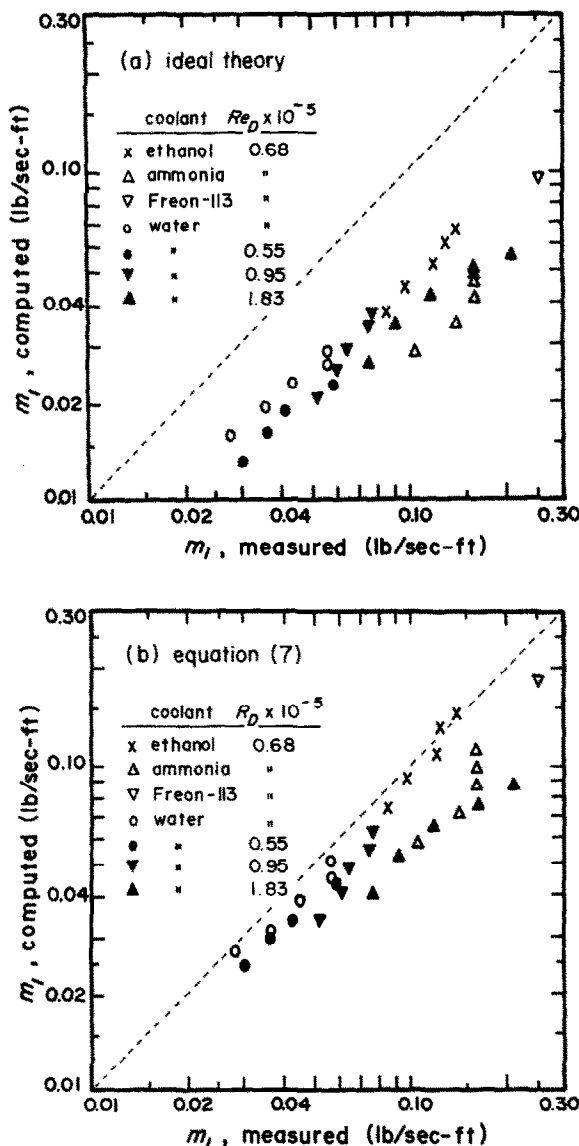 0.30
(a) ideal theory
coolant Re_D x 10^-5
x ethanol 0.68
△ ammonia "
▽ Freon-113 "
o water "
● " 0.55
▼ " 0.95
▲ " 1.83
0.10
0.04
0.02
0.01
m_l, computed (lb/sec-ft)
0.01 0.02 0.04 0.10 0.30
m_l, measured (lb/sec-ft)
0.30
(b) equation (7)
coolant R_D x 10^-5
x ethanol 0.68
△ ammonia "
▽ Freon-113 "
o water "
● " 0.55
▼ " 0.95
▲ " 1.83
0.10
0.04
0.02
0.01
m_l, computed (lb/sec-ft)
0.01 0.02 0.04 0.10 0.30
m_l, measured (lb/sec-ft)